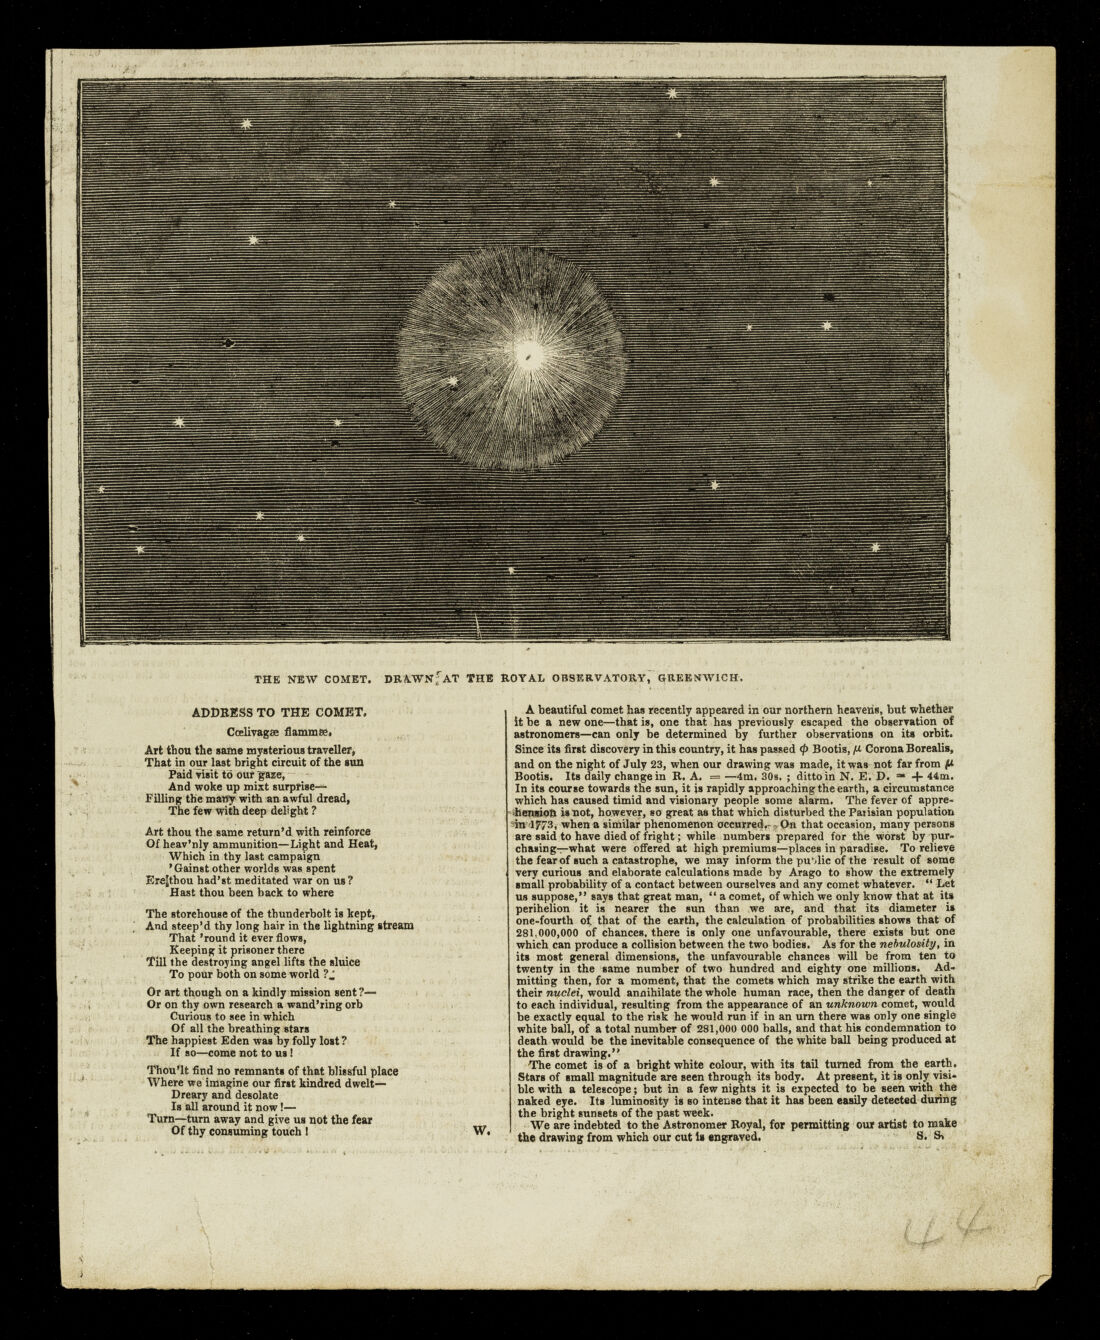 THE NEW COMET. DRAWN AT THE ROYAL OBSERVATORY, GREENWICH.
ADDRESS TO THE COMET.
Cœlivagæ flammæ.
Art thou the same mysterious traveller,
That in our last bright circuit of the sun
Paid visit to our gaze,
And woke up mixt surprise—
Filling the many with an awful dread,
The few with deep delight ?
Art thou the same return'd with reinforce
Of heav'nly ammunition—Light and Heat,
Which in thy last campaign
'Gainst other worlds was spent
Ere thou had'st meditated war on us ?
Hast thou been back to where
The storehouse of the thunderbolt is kept,
And steep'd thy long hair in the lightning stream
That 'round it ever flows,
Keeping it prisoner there
Till the destroying angel lifts the sluice
To pour both on some world ?
Or art though on a kindly mission sent ?—
Or on thy own research a wand'ring orb
Curious to see in which
Of all the breathing stars
The happiest Eden was by folly lost ?
If so—come not to us !
Thou'lt find no remnants of that blissful place
Where we imagine our first kindred dwelt—
Dreary and desolate
Is all around it now !—
Turn—turn away and give us not the fear
Of thy consuming touch !
W.
A beautiful comet has recently appeared in our northern heavens, but whether
it be a new one—that is, one that has previously escaped the observation of
astronomers—can only be determined by further observations on its orbit.
Since its first discovery in this country, it has passed φ Bootis, μ Corona Borealis,
and on the night of July 23, when our drawing was made, it was not far from μ
Bootis. Its daily change in R. A. = —4m. 30s. ; ditto in N. E. D. = + 44m.
In its course towards the sun, it is rapidly approaching the earth, a circumstance
which has caused timid and visionary people some alarm. The fever of appre-
hension is not, however, so great as that which disturbed the Parisian population
in 1773, when a similar phenomenon occurred. On that occasion, many persons
are said to have died of fright ; while numbers prepared for the worst by pur-
chasing—what were offered at high premiums—places in paradise. To relieve
the fear of such a catastrophe, we may inform the public of the result of some
very curious and elaborate calculations made by Arago to show the extremely
small probability of a contact between ourselves and any comet whatever. " Let
us suppose," says that great man, " a comet, of which we only know that at its
perihelion it is nearer the sun than we are, and that its diameter is
one-fourth of that of the earth, the calculation of probabilities shows that of
281,000,000 of chances, there is only one unfavourable, there exists but one
which can produce a collision between the two bodies. As for the nebulosity, in
its most general dimensions, the unfavourable chances will be from ten to
twenty in the same number of two hundred and eighty one millions. Ad-
mitting then, for a moment, that the comets which may strike the earth with
their nuclei, would annihilate the whole human race, then the danger of death
to each individual, resulting from the appearance of an unknown comet, would
be exactly equal to the risk he would run if in an urn there was only one single
white ball, of a total number of 281,000 000 balls, and that his condemnation to
death would be the inevitable consequence of the white ball being produced at
the first drawing."
The comet is of a bright white colour, with its tail turned from the earth.
Stars of small magnitude are seen through its body. At present, it is only visi-
ble with a telescope ; but in a few nights it is expected to be seen with the
naked eye. Its luminosity is so intense that it has been easily detected during
the bright sunsets of the past week.
We are indebted to the Astronomer Royal, for permitting our artist to make
the drawing from which our cut is engraved.
S. S.
44